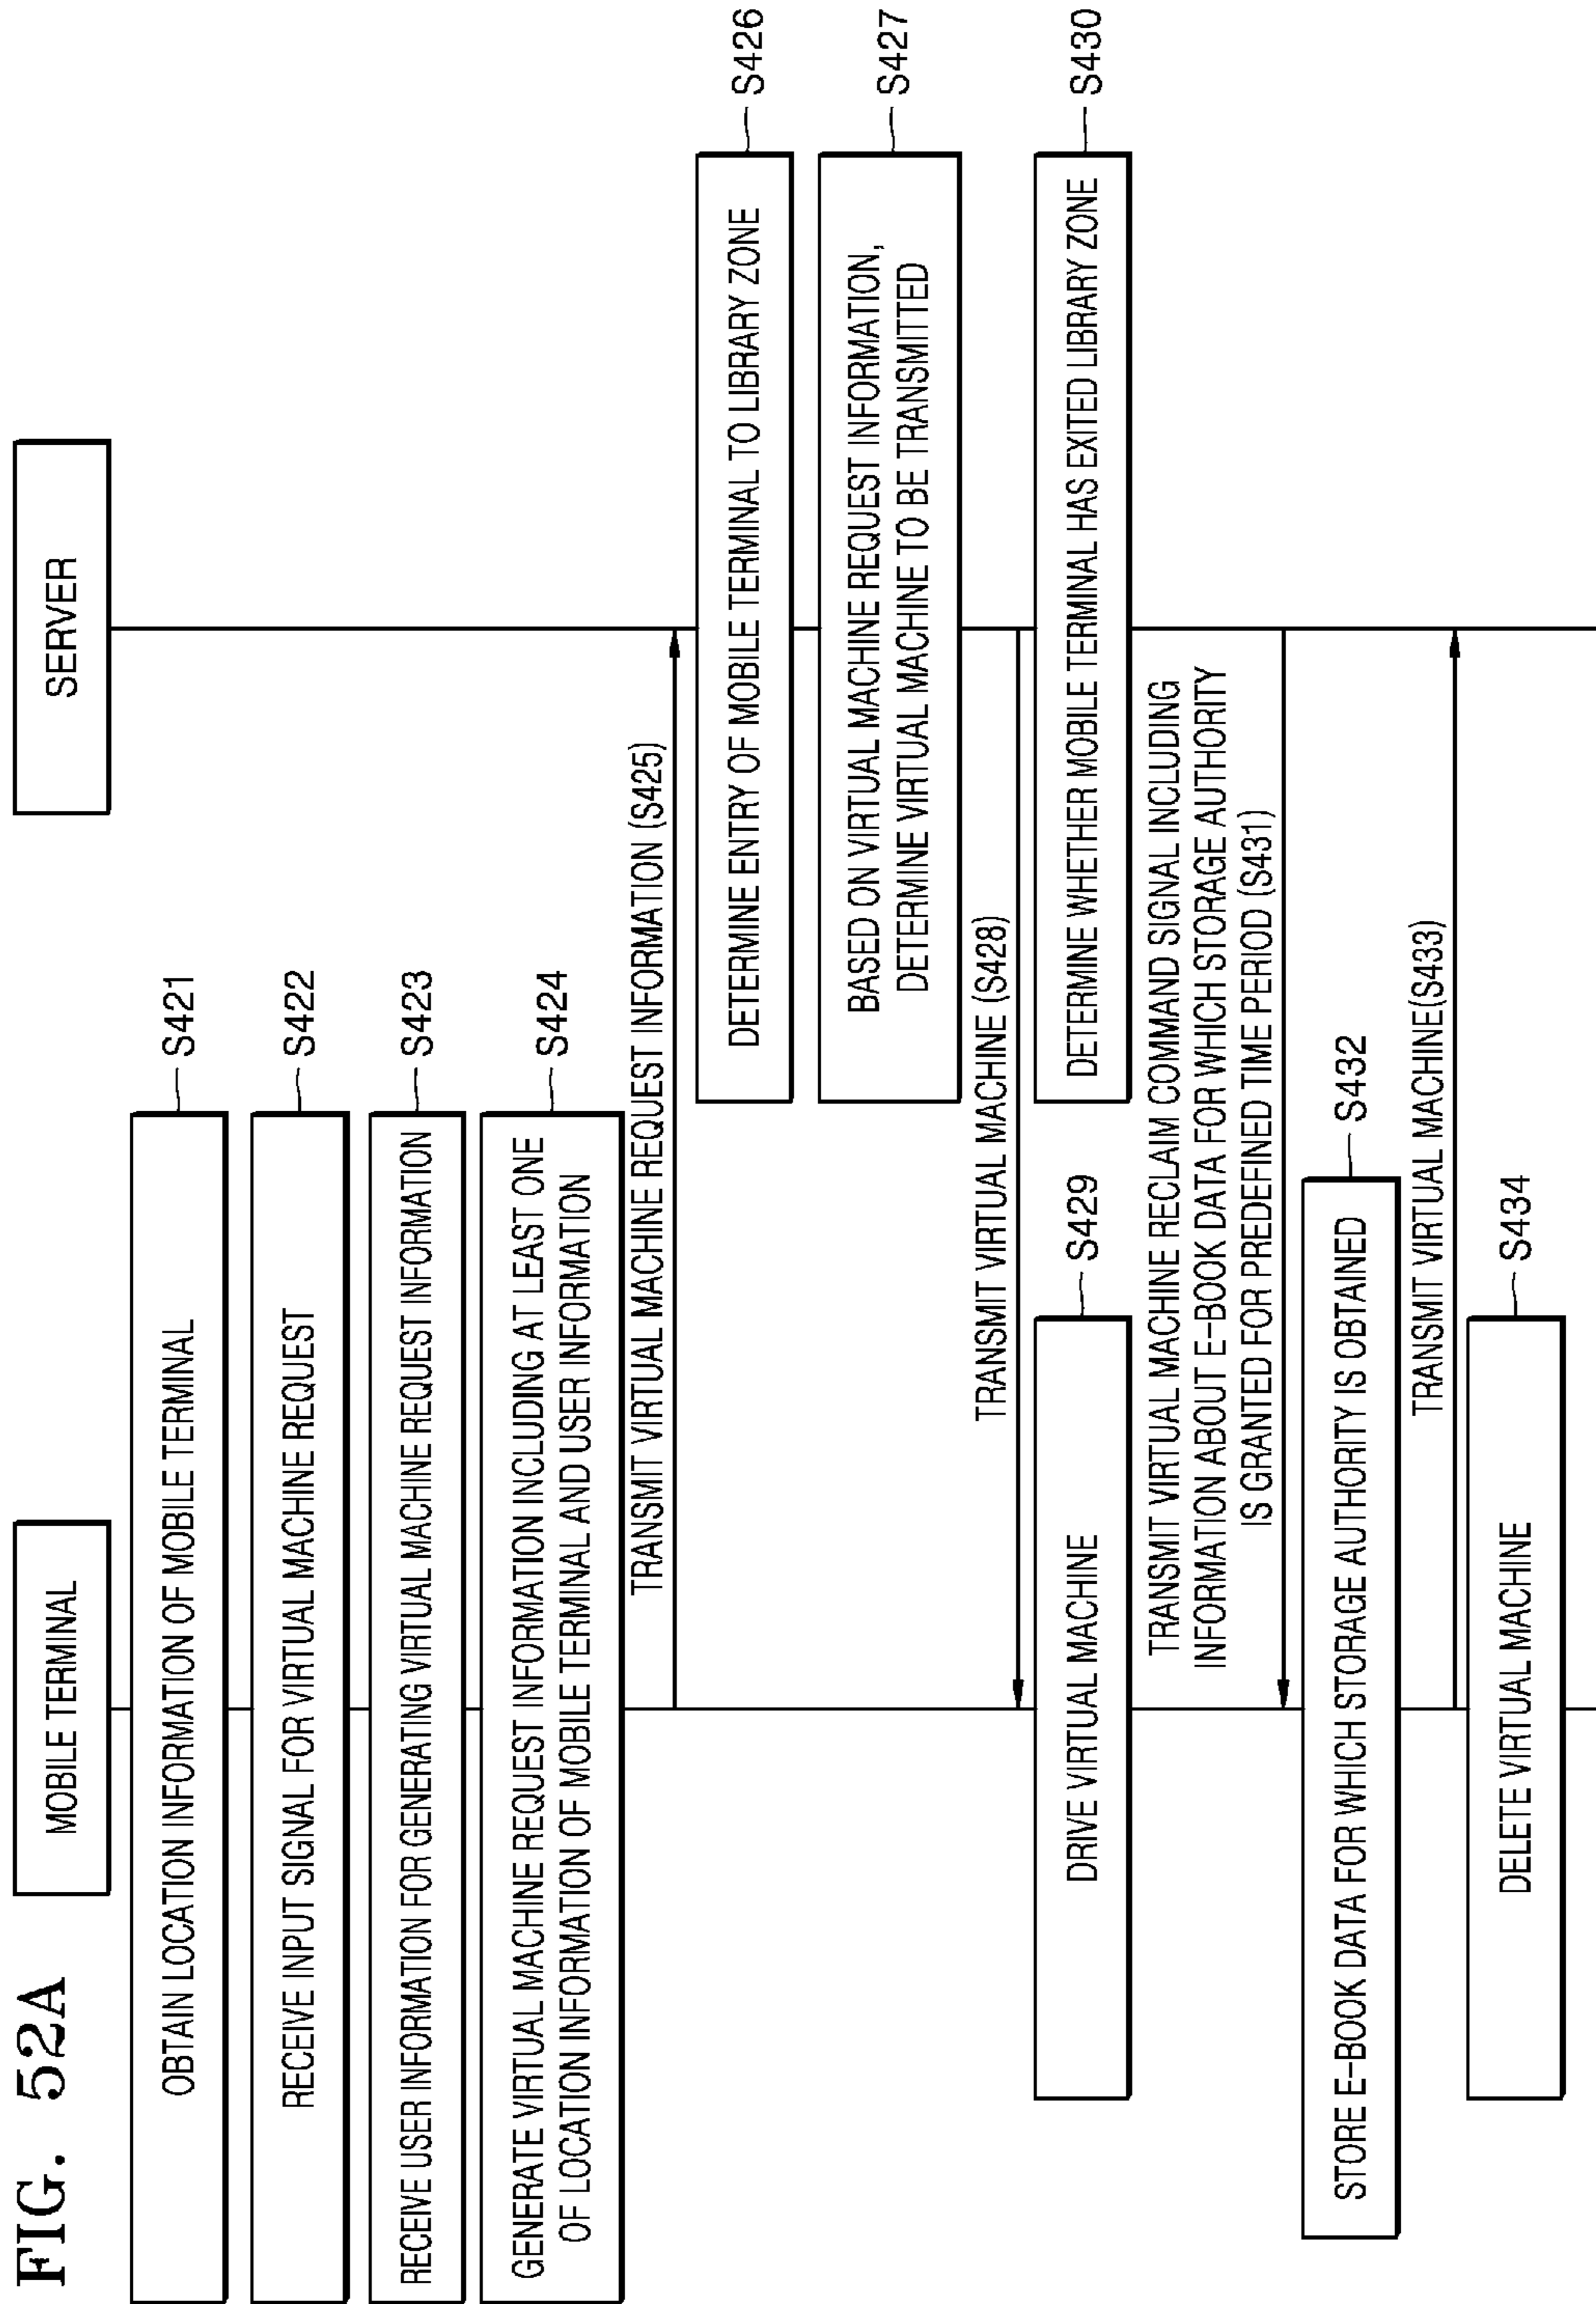 FIG. 52A
MOBILE TERMINAL
SERVER
OBTAIN LOCATION INFORMATION OF MOBILE TERMINAL
S421
RECEIVE INPUT SIGNAL FOR VIRTUAL MACHINE REQUEST
S422
RECEIVE USER INFORMATION FOR GENERATING VIRTUAL MACHINE REQUEST INFORMATION
S423
GENERATE VIRTUAL MACHINE REQUEST INFORMATION INCLUDING AT LEAST ONE
OF LOCATION INFORMATION OF MOBILE TERMINAL AND USER INFORMATION
S424
TRANSMIT VIRTUAL MACHINE REQUEST INFORMATION (S425)
DETERMINE ENTRY OF MOBILE TERMINAL TO LIBRARY ZONE
S426
BASED ON VIRTUAL MACHINE REQUEST INFORMATION,
DETERMINE VIRTUAL MACHINE TO BE TRANSMITTED
S427
TRANSMIT VIRTUAL MACHINE (S428)
DRIVE VIRTUAL MACHINE
S429
DETERMINE WHETHER MOBILE TERMINAL HAS EXITED LIBRARY ZONE
S430
TRANSMIT VIRTUAL MACHINE RECLAIM COMMAND SIGNAL INCLUDING
INFORMATION ABOUT E-BOOK DATA FOR WHICH STORAGE AUTHORITY
IS GRANTED FOR PREDEFINED TIME PERIOD (S431)
STORE E-BOOK DATA FOR WHICH STORAGE AUTHORITY IS OBTAINED
S432
TRANSMIT VIRTUAL MACHINE(S433)
DELETE VIRTUAL MACHINE
S434